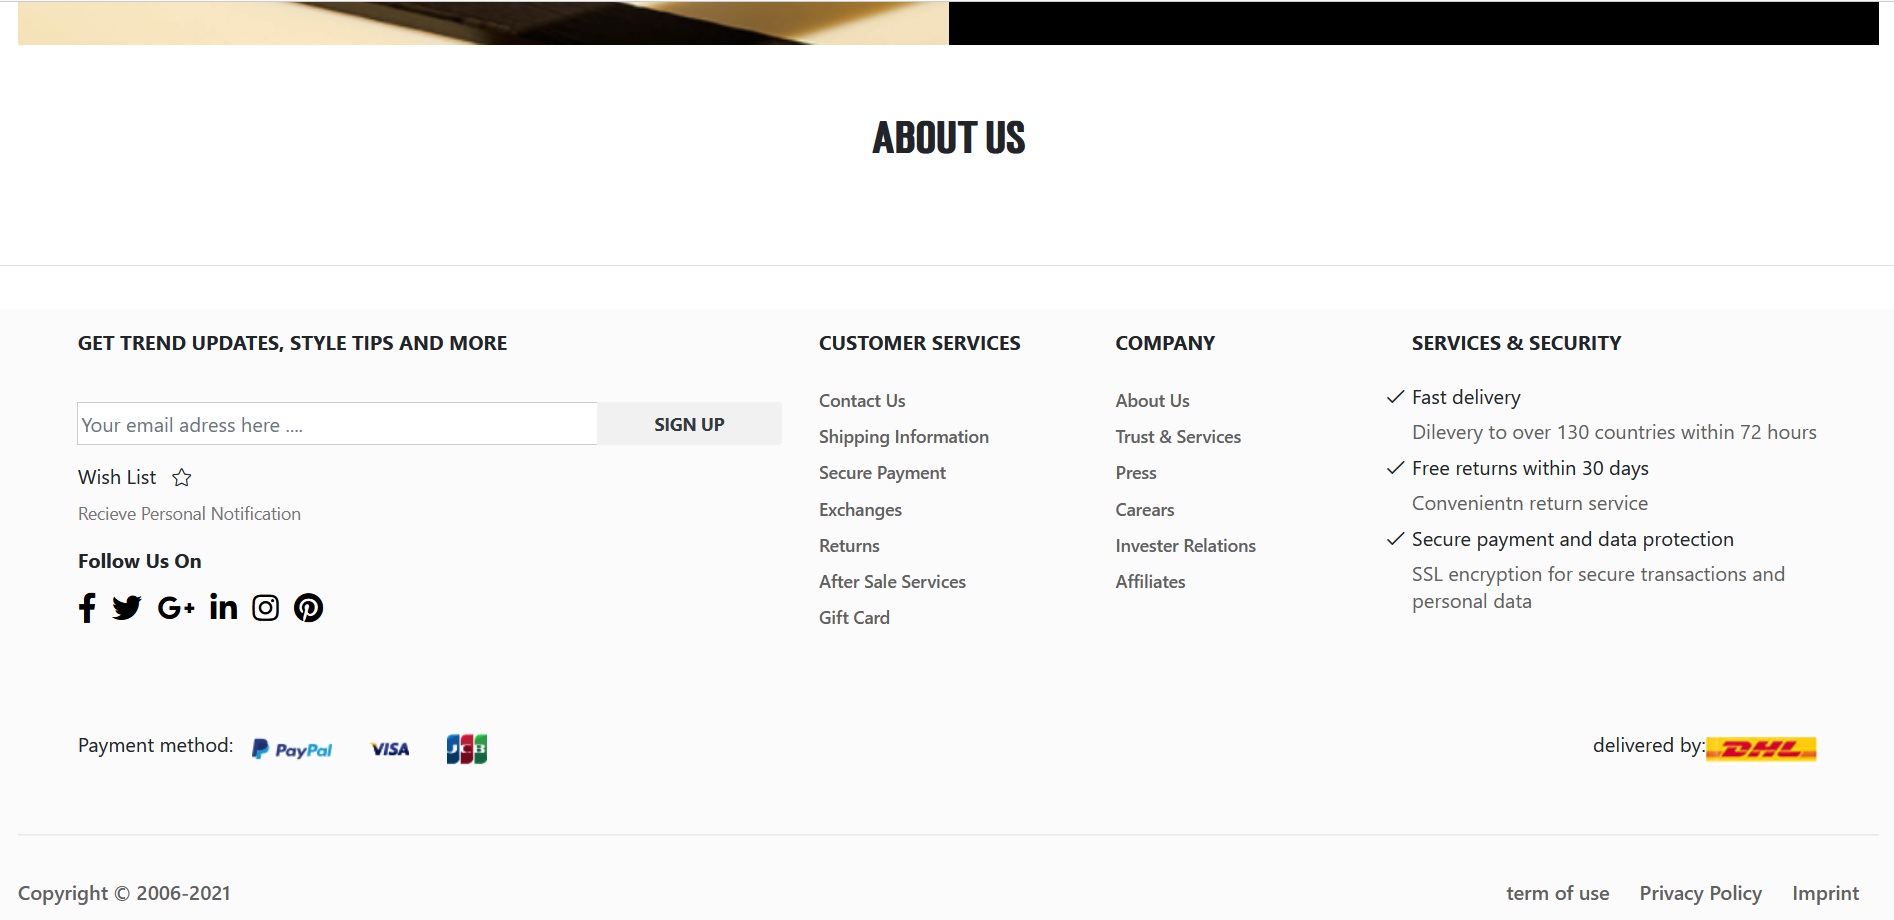 ABOUT US
GET TREND UPDATES, STYLE TIPS AND MORE
Your email adress here ....
SIGN UP
Wish List
Recieve Personal Notification
Follow Us On
CUSTOMER SERVICES
Contact Us
Shipping Information
Secure Payment
Exchanges
Returns
After Sale Services
Gift Card
COMPANY
About Us
Trust & Services
Press
Carears
Invester Relations
Affiliates
SERVICES & SECURITY
Fast delivery
Dilevery to over 130 countries within 72 hours
Free returns within 30 days
Convenientn return service
Secure payment and data protection
SSL encryption for secure transactions and
personal data
Payment method: PayPal VISA JCB
delivered by: DHL
Copyright © 2006-2021
term of use Privacy Policy Imprint